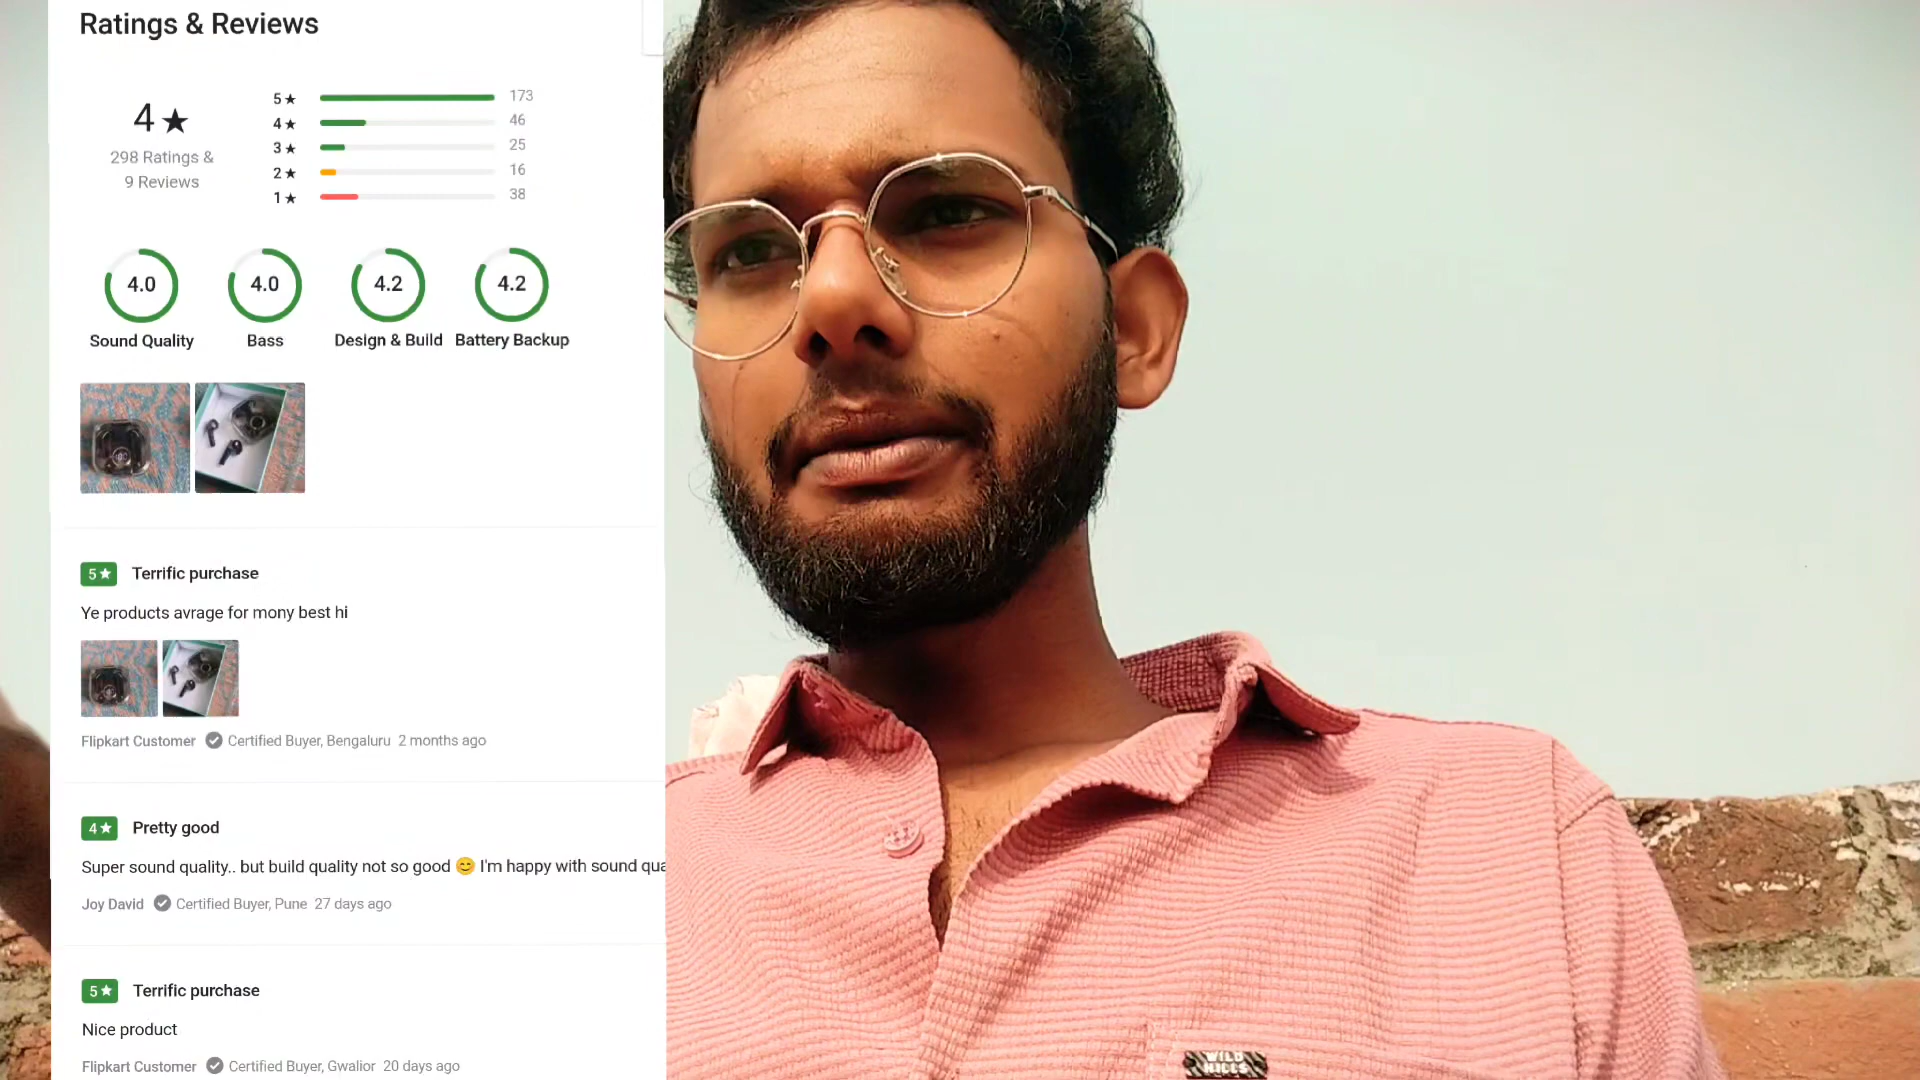 Ratings & Reviews
4★
298 Ratings &
9 Reviews
5★ 173
4★ 46
3★ 25
2★ 16
1★ 38
4.0 4.0 4.2 4.2
Sound Quality Bass Design & Build Battery Backup
5★ Terrific purchase
Ye products avrage for mony best hi
Flipkart Customer Certified Buyer, Bengaluru 2 months ago
4★ Pretty good
Super sound quality.. but build quality not so good 😊 I'm happy with sound qua
Joy David Certified Buyer, Pune 27 days ago
5★ Terrific purchase
Nice product
Flipkart Customer Certified Buyer, Gwalior 20 days ago
WILD
HILLS